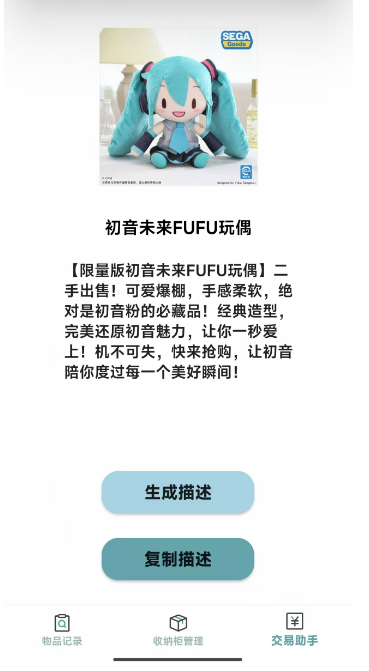 SEGA
Goods
初音未来FUFU玩偶
【限量版初音未来FUFU玩偶】二
手出售！可爱爆棚，手感柔软，绝
对是初音粉的必藏品！经典造型，
完美还原初音魅力，让你一秒爱
上！机不可失，快来抢购，让初音
陪你度过每一个美好瞬间！
生成描述
复制描述
物品记录
收纳柜管理
交易助手